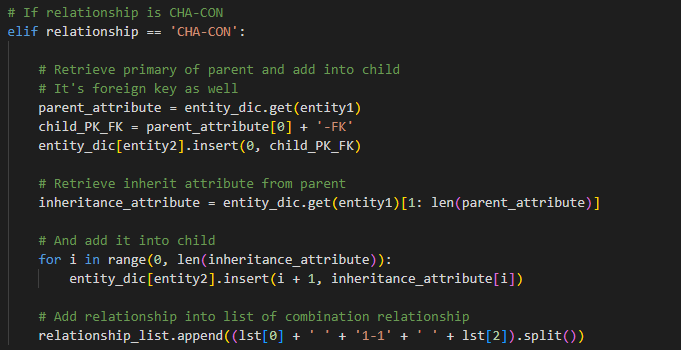 # If relationship is CHA-CON
elif relationship == 'CHA-CON':
# Retrieve primary of parent and add into child
# It's foreign key as well
parent_attribute = entity_dic.get(entity1)
child_PK_FK = parent_attribute[0] + '-FK'
entity_dic[entity2].insert(0, child_PK_FK)
# Retrieve inherit attribute from parent
inheritance_attribute = entity_dic.get(entity1)[1: len(parent_attribute)]
# And add it into child
for i in range(0, len(inheritance_attribute)):
entity_dic[entity2].insert(i + 1, inheritance_attribute[i])
# Add relationship into list of combination relationship
relationship_list.append((lst[0] + ' ' + '1-1' + ' ' + lst[2]).split())